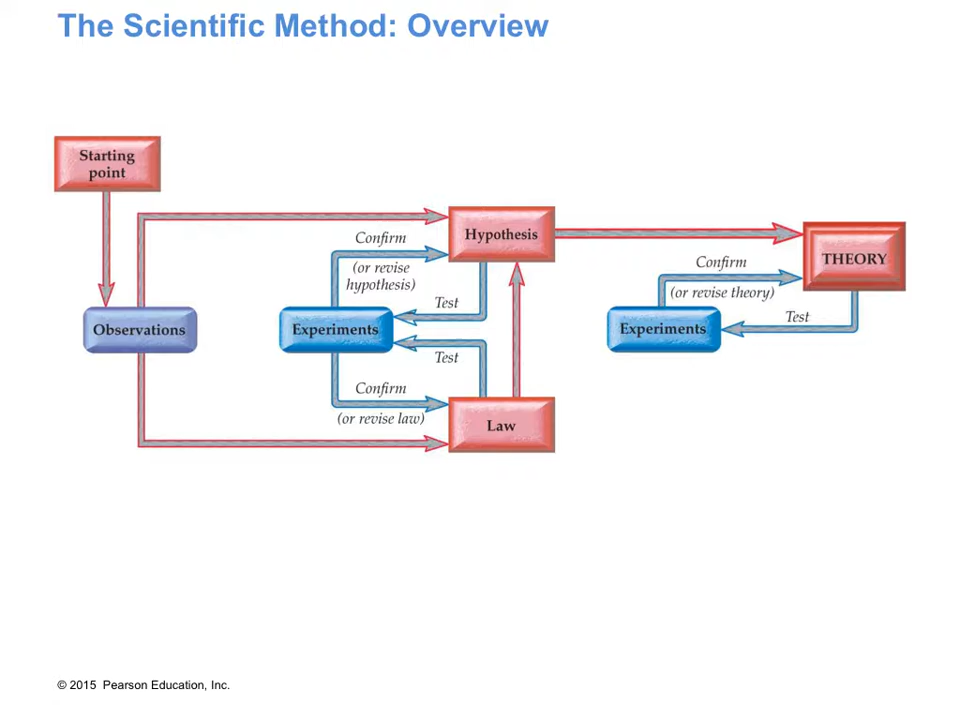 The Scientific Method: Overview
Starting
point
Hypothesis
Confirm
(or revise
hypothesis)
Test
THEORY
Confirm
(or revise theory)
Test
Observations
Experiments
Experiments
Test
Confirm
(or revise law)
Law
© 2015 Pearson Education, Inc.